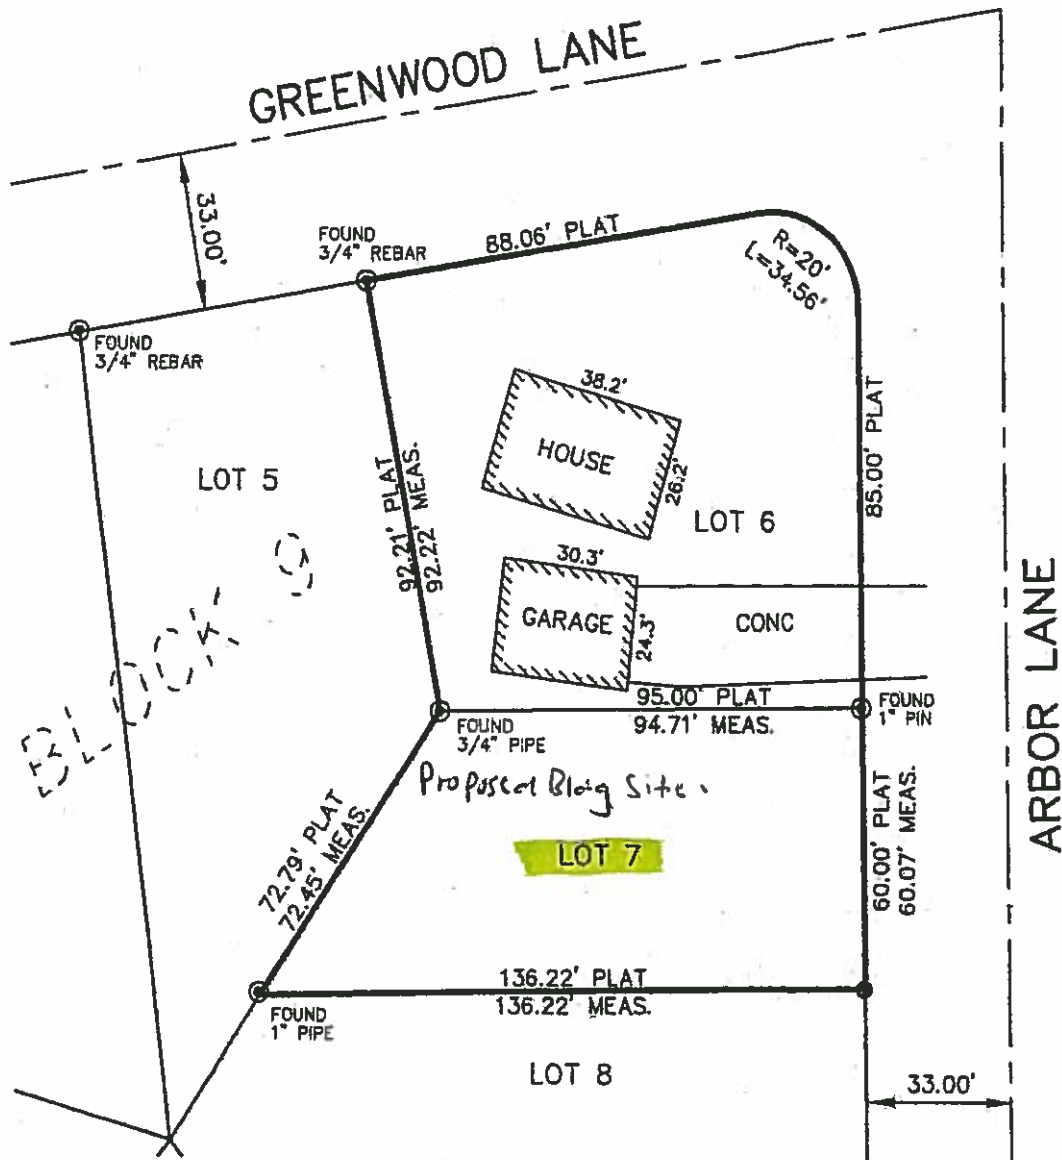 GREENWOOD LANE
33.00'
FOUND
3/4" REBAR
88.06' PLAT
R=20'
L=34.56'
FOUND
3/4" REBAR
38.2'
HOUSE
26.2'
85.00' PLAT
LOT 5
92.21' PLAT
92.22' MEAS.
LOT 6
BLOCK 9
30.3'
GARAGE
24.3'
CONC
ARBOR LANE
95.00' PLAT
94.71' MEAS.
FOUND
1" PIN
FOUND
3/4" PIPE
Proposed Bldg Site.
72.79' PLAT
72.45' MEAS.
LOT 7
60.00' PLAT
60.07' MEAS.
136.22' PLAT
136.22' MEAS.
FOUND
1" PIPE
LOT 8
33.00'